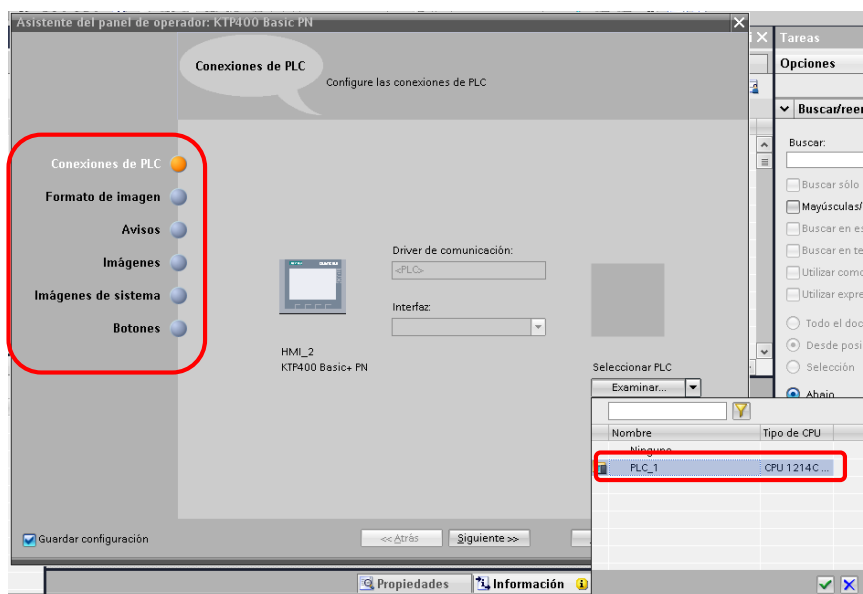 Asistente del panel de operador: KTP400 Basic PN
Conexiones de PLC
Configure las conexiones de PLC
Conexiones de PLC
Formato de imagen
Avisos
Imágenes
Imágenes de sistema
Botones
Driver de comunicación:
<PLC>
Interfaz:
HMI_2
KTP400 Basic+ PN
Seleccionar PLC
Examinar...
Nombre
Tipo de CPU
Ninguno
PLC_1
CPU 1214C ...
Guardar configuración
<< Atrás
Siguiente >>
Propiedades
Información
Tareas
Opciones
Buscar/reen
Buscar:
Buscar sólo
Mayúsculas/
Buscar en es
Buscar en te
Utilizar como
Utilizar expre
Todo el doc
Desde posi
Selección
Abajo